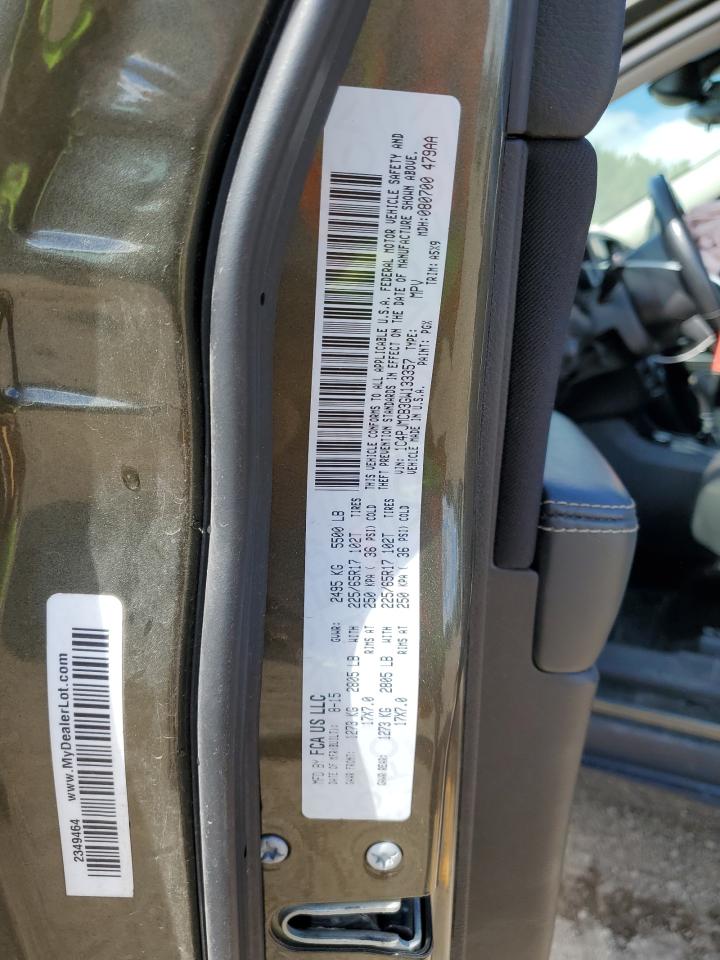 MFD BY FCA US LLC
DATE OF MFR(BUILT): 8-15 GVWR: 2495 KG 5500 LB
GAWR FRONT: 1273 KG 2805 LB WITH 225/65R17 102T TIRES
17X7.0 RIMS AT 250 KPA ( 36 PSI) COLD
GAWR REAR: 1273 KG 2805 LB WITH 225/65R17 102T TIRES
17X7.0 RIMS AT 250 KPA ( 36 PSI) COLD
THIS VEHICLE CONFORMS TO ALL APPLICABLE U.S.A. FEDERAL MOTOR VEHICLE SAFETY AND
THEFT PREVENTION STANDARDS IN EFFECT ON THE DATE OF MANUFACTURE SHOWN ABOVE.
VIN: 1C4PJMCB3GW133357 TYPE: MPV MDH:080700 479AA
VEHICLE MADE IN U.S.A. PAINT: PGX TRIM: A5X9
www.MyDealerLot.com
2349464